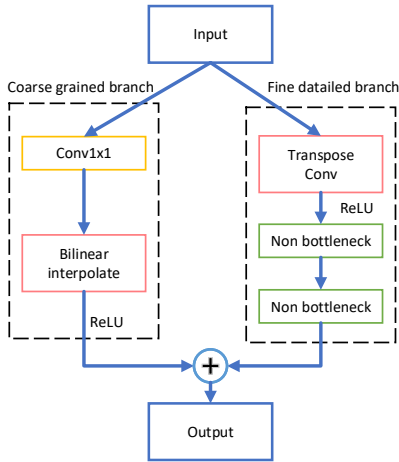 Input
Coarse grained branch
Fine datailed branch
Conv1x1
Transpose
Conv
ReLU
Bilinear
interpolate
Non bottleneck
Non bottleneck
ReLU
+
Output